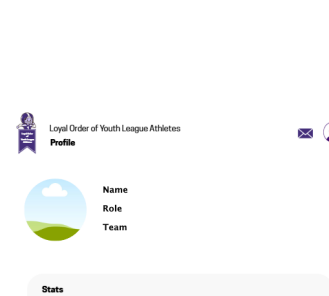 Loyal Order of Youth League Athletes
Profile
Name
Role
Team
Stats